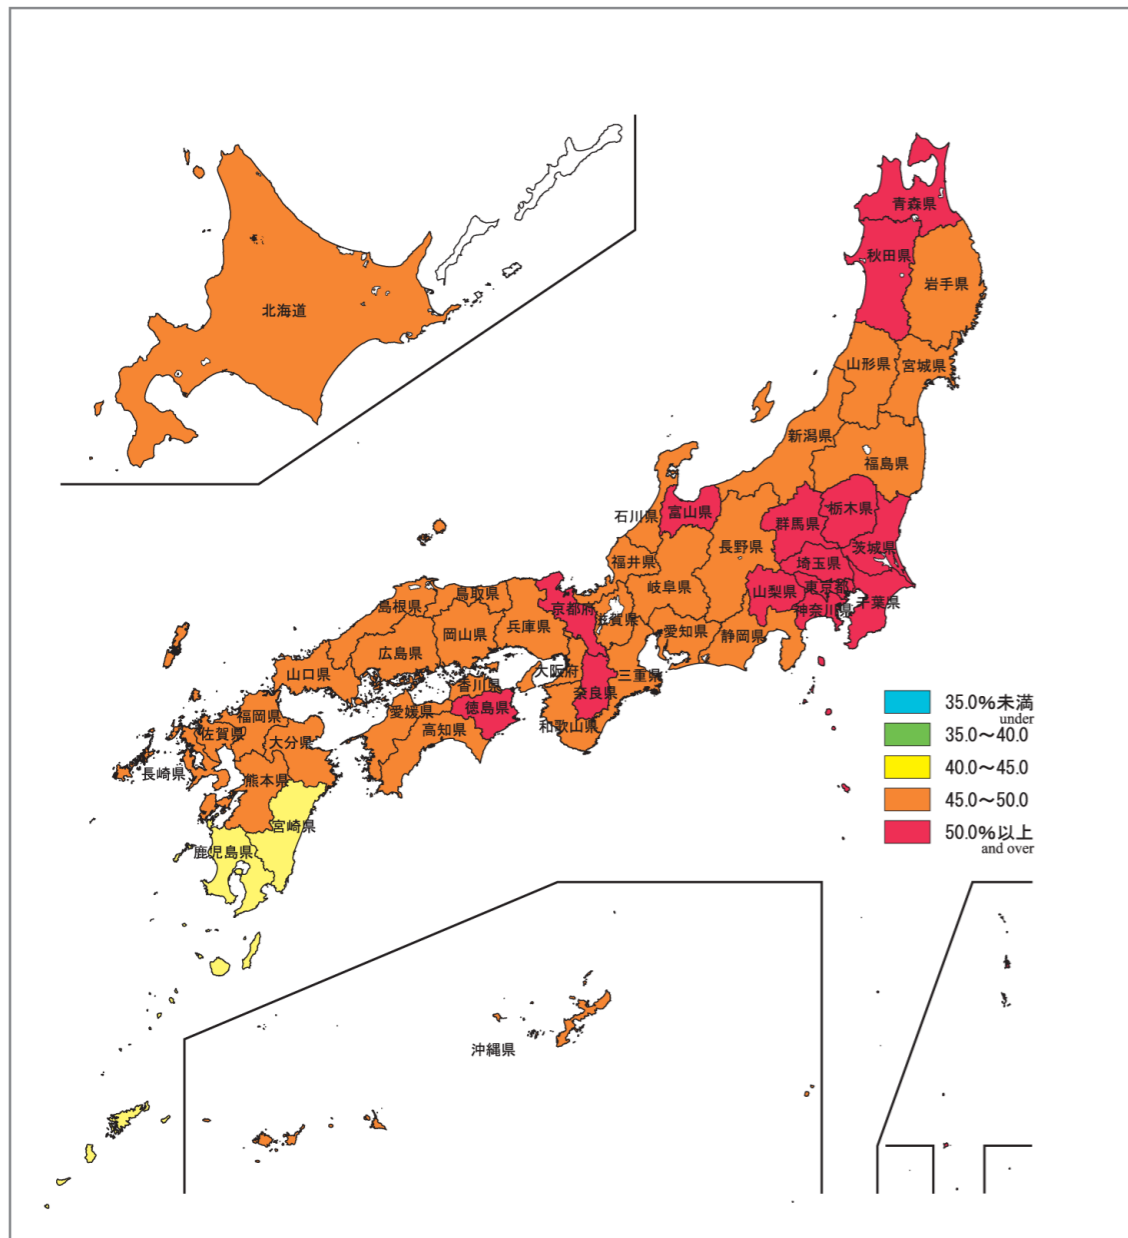 青森県
秋田県
岩手県
北海道
山形県
宮城県
新潟県
福島県
石川県
富山県
群馬県
栃木県
福井県
長野県
埼玉県
茨城県
岐阜県
山梨県
東京都
千葉県
神奈川県
島根県
鳥取県
兵庫県
京都府
滋賀県
愛知県
静岡県
岡山県
広島県
山口県
大阪府
三重県
奈良県
香川県
徳島県
和歌山県
愛媛県
高知県
福岡県
佐賀県
大分県
長崎県
熊本県
宮崎県
鹿児島県
沖縄県
35.0%未満
under
35.0～40.0
40.0～45.0
45.0～50.0
50.0%以上
and over